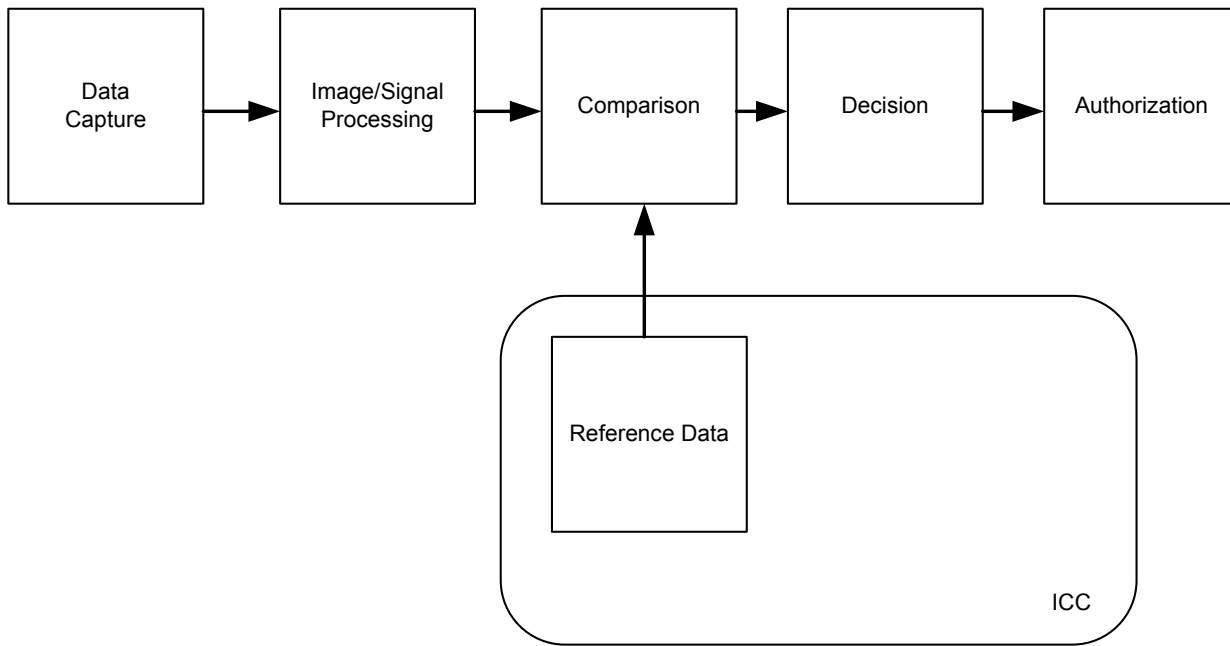 Data
Capture
Image/Signal
Processing
Comparison
Decision
Authorization
Reference Data
ICC